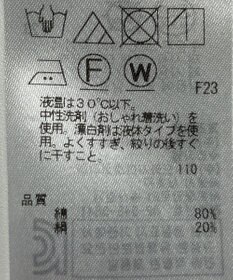 F W
F23
液温は30℃以下。
中性洗剤（おしゃれ着洗い）を
使用。漂白剤は液体タイプを使
用。よくすすぎ、絞りの後すぐ
に干すこと。
110
品質
綿 80%
絹 20%